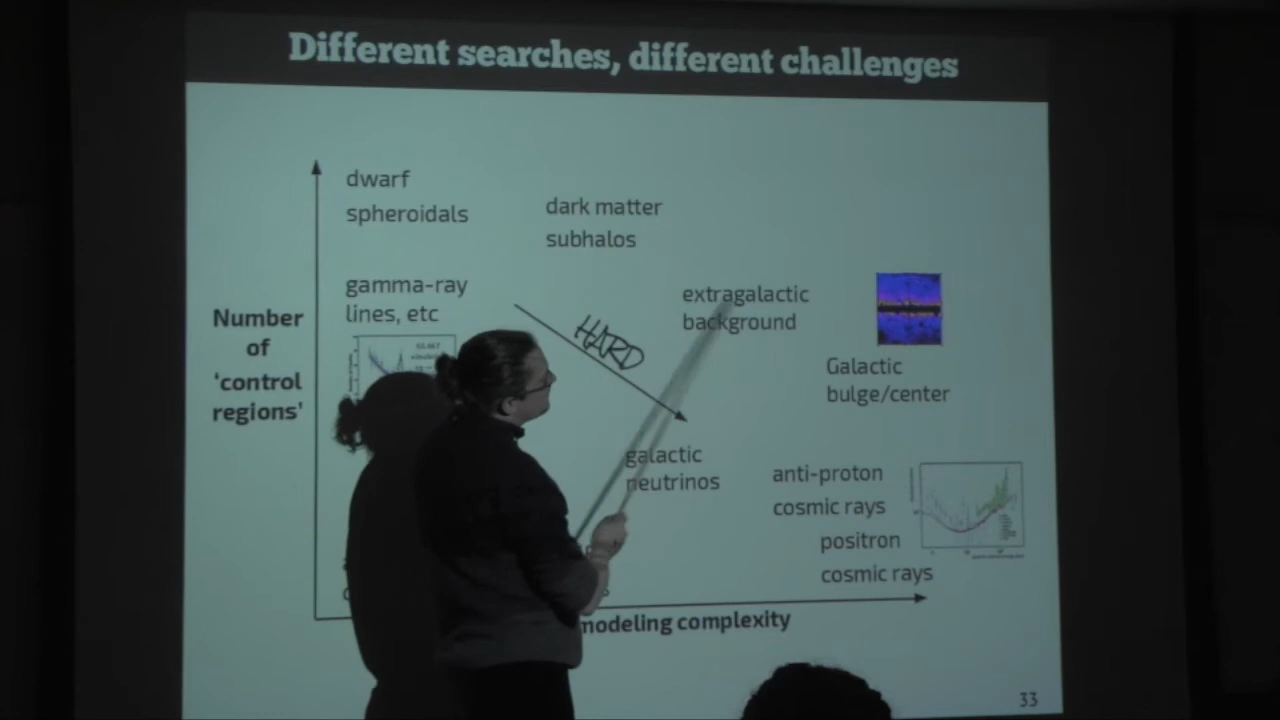 Different searches, different challenges
dwarf
spheroidals
dark matter
subhalos
gamma-ray
lines, etc
extragalactic
background
HARD
Number
of
‘control
regions’
Galactic
bulge/center
galactic
neutrinos
anti-proton
cosmic rays
positron
cosmic rays
modeling complexity
33